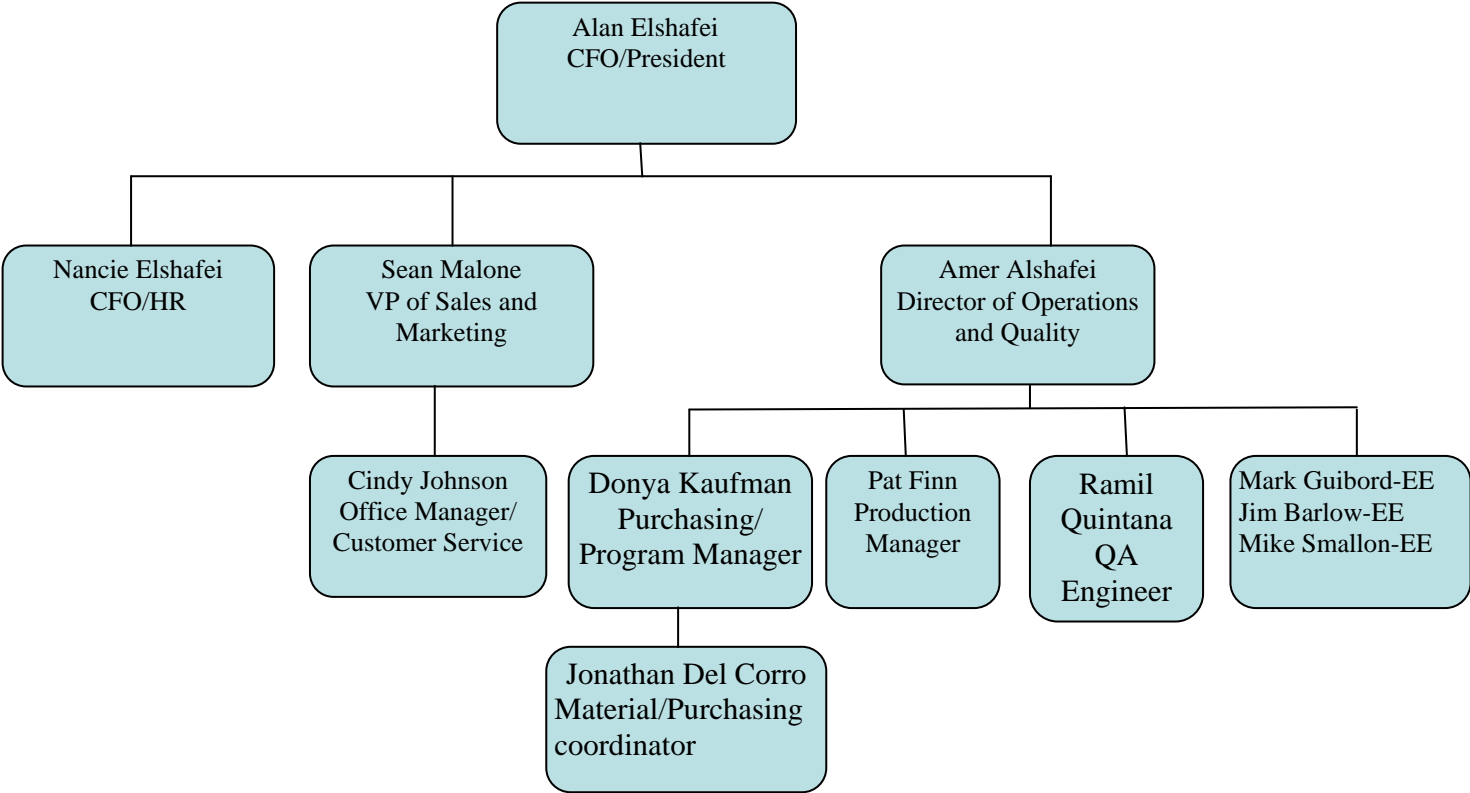 Alan Elshafei
CFO/President
Nancie Elshafei
CFO/HR
Sean Malone
VP of Sales and
Marketing
Amer Alshafei
Director of Operations
and Quality
Cindy Johnson
Office Manager/
Customer Service
Donya Kaufman
Purchasing/
Program Manager
Pat Finn
Production
Manager
Ramil
Quintana
QA
Engineer
Mark Guibord-EE
Jim Barlow-EE
Mike Smallon-EE
Jonathan Del Corro
Material/Purchasing
coordinator